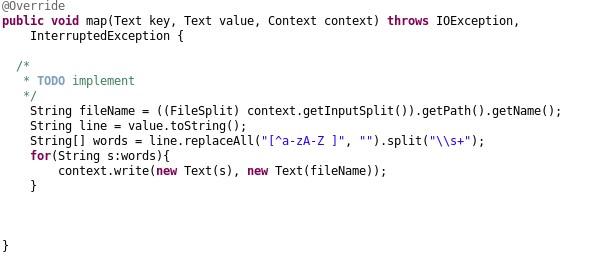 @Override
public void map(Text key, Text value, Context context) throws IOException,
    InterruptedException {
  /*
   * TODO implement
   */
    String fileName = ((FileSplit) context.getInputSplit()).getPath().getName();
    String line = value.toString();
    String[] words = line.replaceAll("[^a-zA-Z ]", "").split("\\s+");
    for(String s:words){
        context.write(new Text(s), new Text(fileName));
    }
}